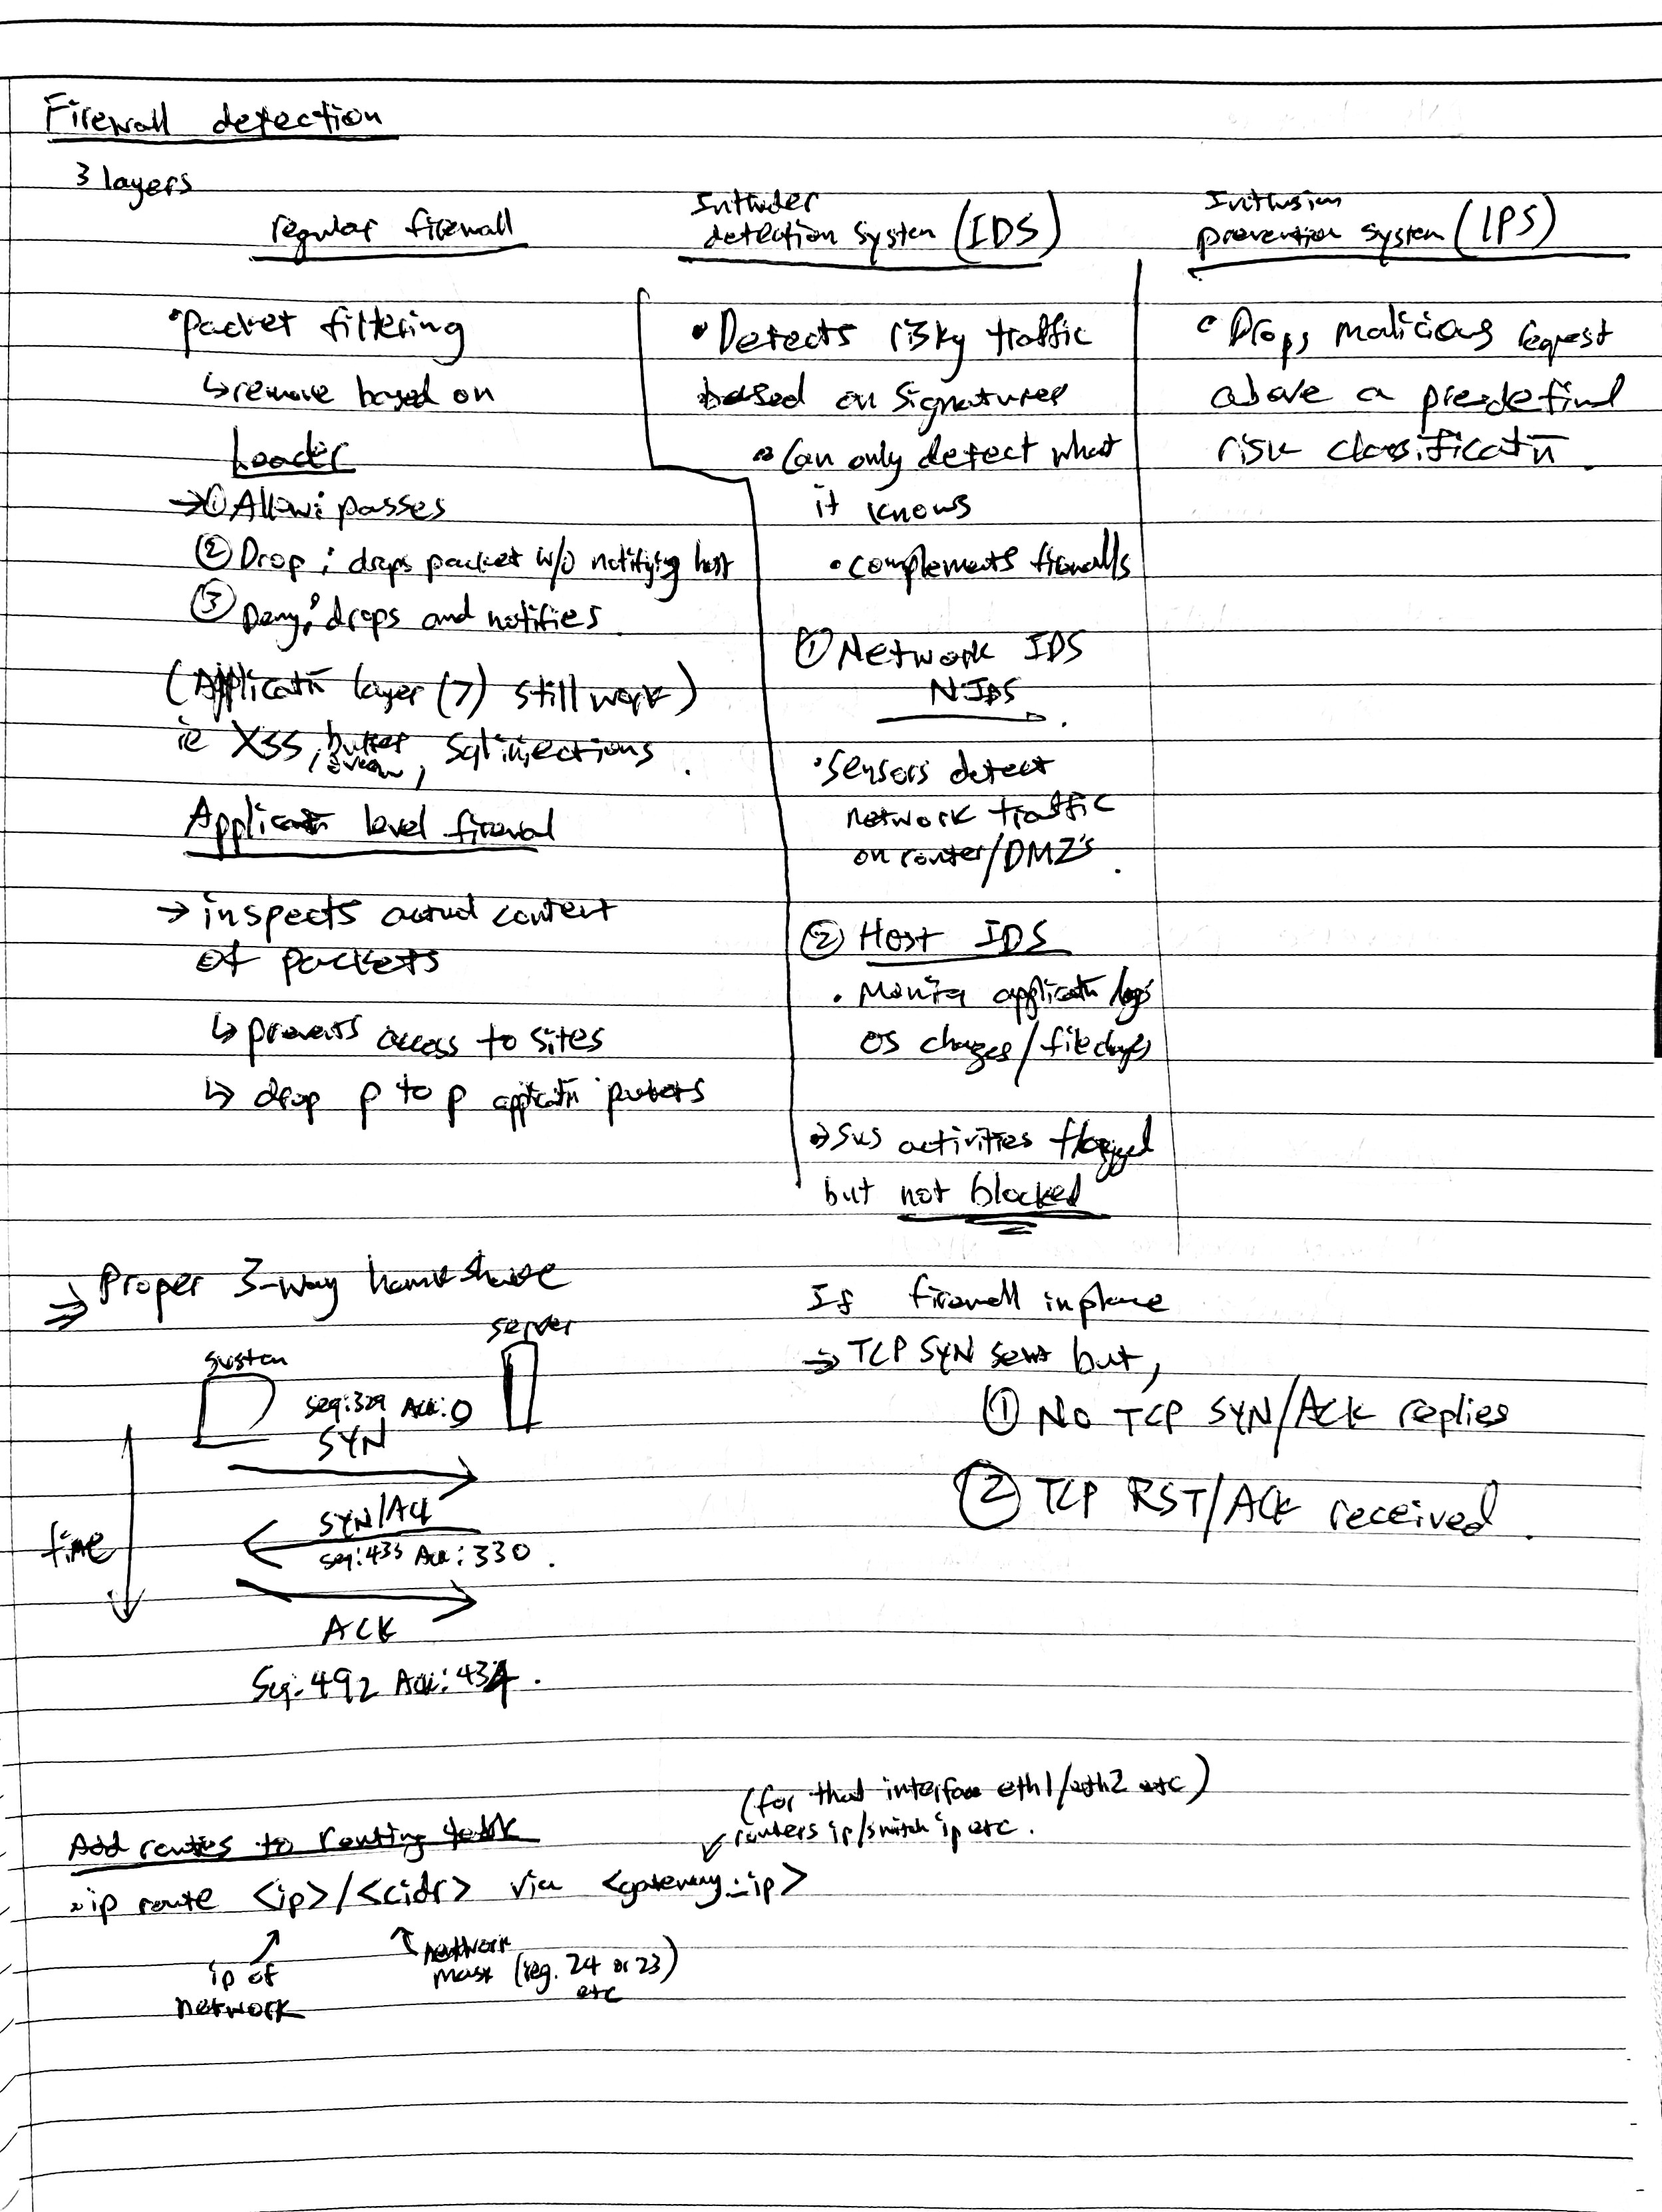 Firewall detection
3 layers
regular firewall
• packet filtering
↳ remove based on
header
→ ① Allow: passes
② Drop: drops packet w/o notifying host
③ Deny: drops and notifies.
(Applicatn layer (7) still work)
ie XSS, buffer overflow, Sql injections.
Applicatn level firewal
→ inspects actual content
of packets
↳ prevents access to sites
↳ drop p to p applicatn packets
Intruder
detection system (IDS)
• Detects risky traffic
based on signatures
• Can only detect what
it knows
• complements firewalls
① Network IDS
NIDS
• Sensors detect
network traffic
on router/DMZ's.
② Host IDS
• Monitor applicatn logs
OS changes/file changes
→ sus activities flagged
but not blocked
Intrusion
prevention system (IPS)
• Drops malicious request
above a predefind
risk classificatn.
⇒ Proper 3-way handshake
system
server
Seq:329 Ack:0
SYN
SYN/Ack
Seq:433 Ack:330.
ACK
Seq:492 Ack:434.
time
If firewall inplace
→ TCP SYN sent but,
① No TCP SYN/ACK replies
② TCP RST/ACK received.
Add routes to routing table
(for that interface eth1/eth2 etc)
routers ip/switch ip etc.
• ip route <ip>/<cidr> via <gateway-ip>
ip of
network
network
mask (eg. 24 or 23)
etc